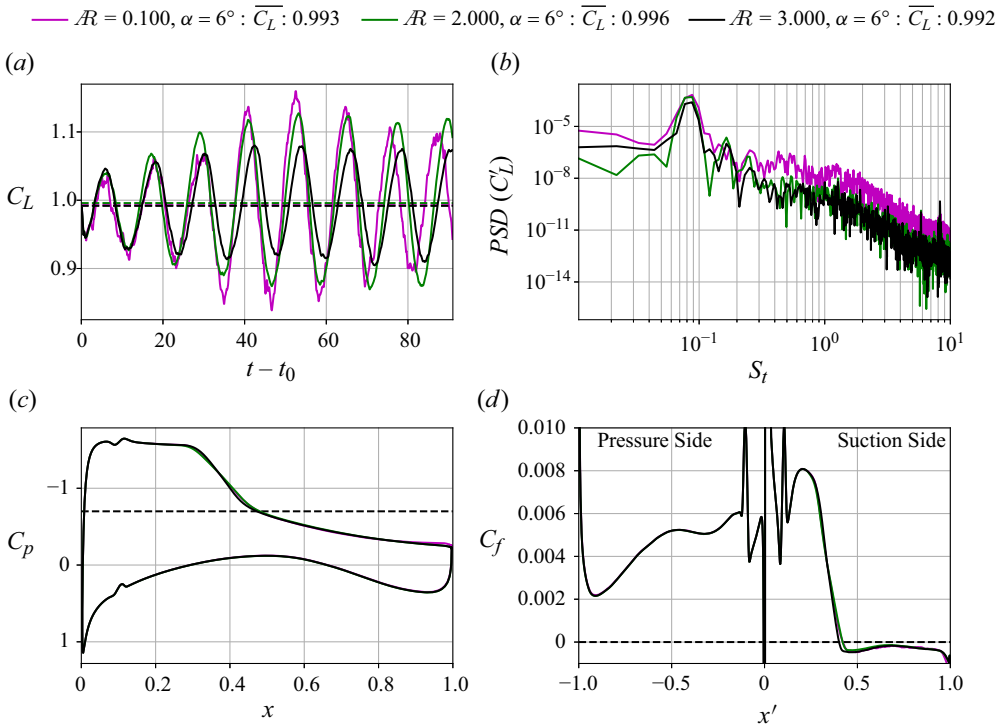 Ꜻ = 0.100, α = 6° : C̅_L̅ : 0.993 Ꜻ = 2.000, α = 6° : C̅_L̅ : 0.996 Ꜻ = 3.000, α = 6° : C̅_L̅ : 0.992
(a) (b)
1.1
1.0
0.9
C_L
0 20 40 60 80
t – t_0
10^−5
10^−8
10^−11
10^−14
PSD (C′_L)
10^−1 10^0 10^1
S_t
(c) (d)
−1
0
1
C_p
0 0.2 0.4 0.6 0.8 1.0
x
Pressure Side Suction Side
0.010
0.008
0.006
0.004
0.002
0
C_f
−1.0 −0.5 0 0.5 1.0
x′